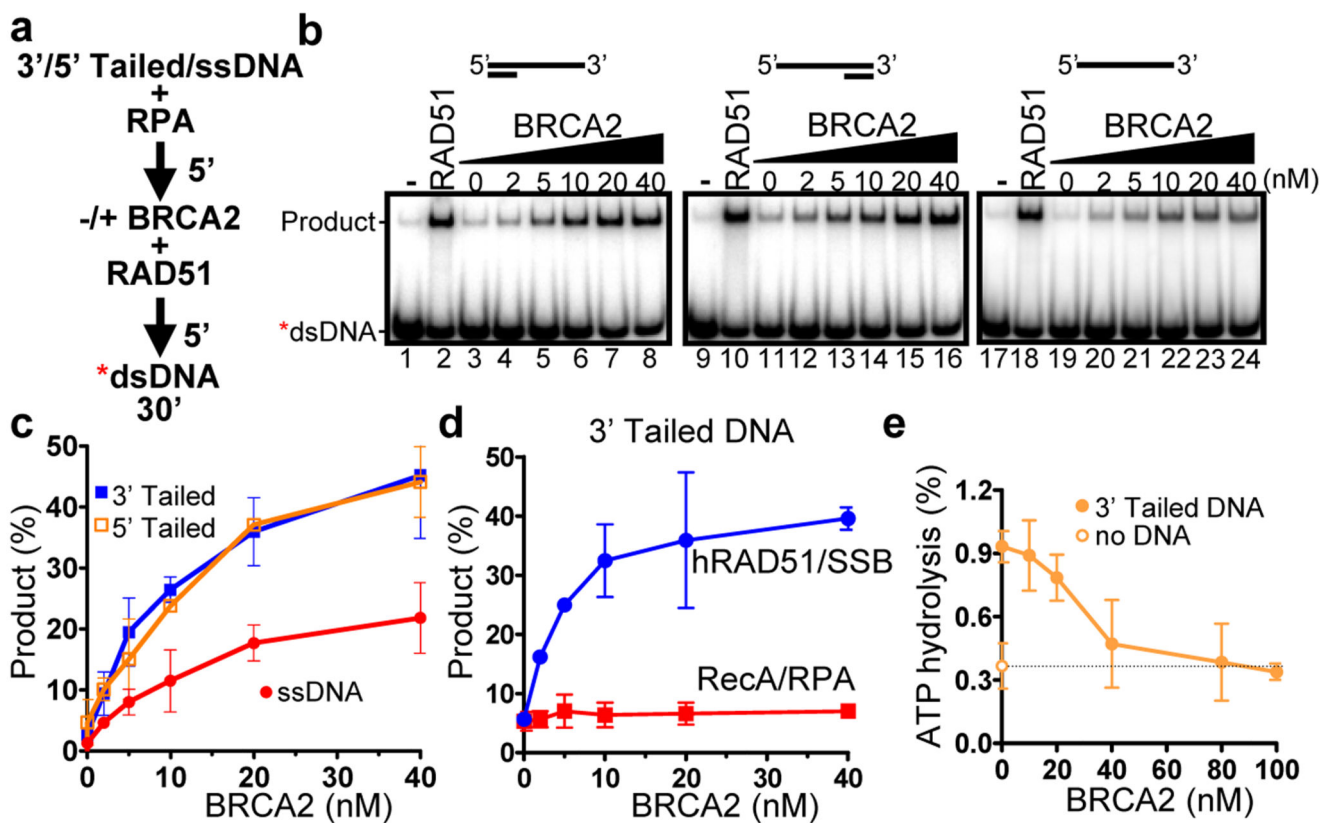 a
3'/5' Tailed/ssDNA
+
RPA
5'
-/+ BRCA2
+
RAD51
5'
*dsDNA
30'
b
5' 3' 5' 3' 5' 3'
- RAD51 BRCA2 - RAD51 BRCA2 - RAD51 BRCA2
0 2 5 10 20 40 0 2 5 10 20 40 0 2 5 10 20 40 (nM)
Product
*dsDNA
1 2 3 4 5 6 7 8 9 10 11 12 13 14 15 16 17 18 19 20 21 22 23 24
c
Product (%)
50
40
30
20
10
0
3' Tailed
5' Tailed
ssDNA
0 10 20 30 40
BRCA2 (nM)
d
3' Tailed DNA
Product (%)
50
40
30
20
10
0
hRAD51/SSB
RecA/RPA
0 10 20 30 40
BRCA2 (nM)
e
ATP hydrolysis (%)
1.2
0.9
0.6
0.3
0.0
3' Tailed DNA
no DNA
0 20 40 60 80 100
BRCA2 (nM)